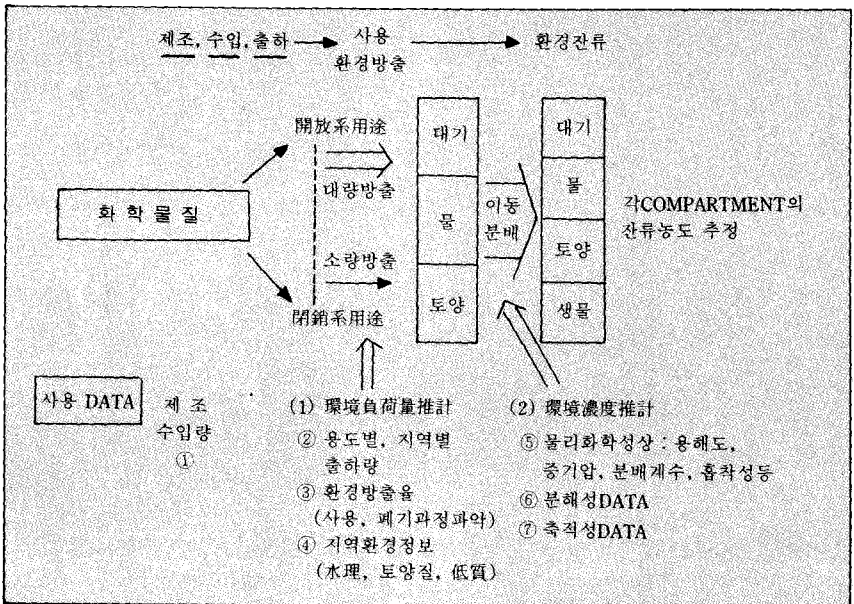 제조, 수입, 출하 사용 환경잔류
환경방출
開放系用途
대량방출
화학물질
소량방출
閉銷系用途
대기
물
토양
이동
분배
대기
물
토양
생물
각COMPARTMENT의
잔류농도 추정
사용 DATA
제조
수입량
①
(1) 環境負荷量推計
② 용도별, 지역별
출하량
③ 환경방출율
(사용, 폐기과정파악)
④ 지역환경정보
(水理, 토양질, 低質)
(2) 環境濃度推計
⑤ 물리화학성상 : 용해도,
증기압, 분배계수, 흡착성등
⑥ 분해성DATA
⑦ 축적성DATA